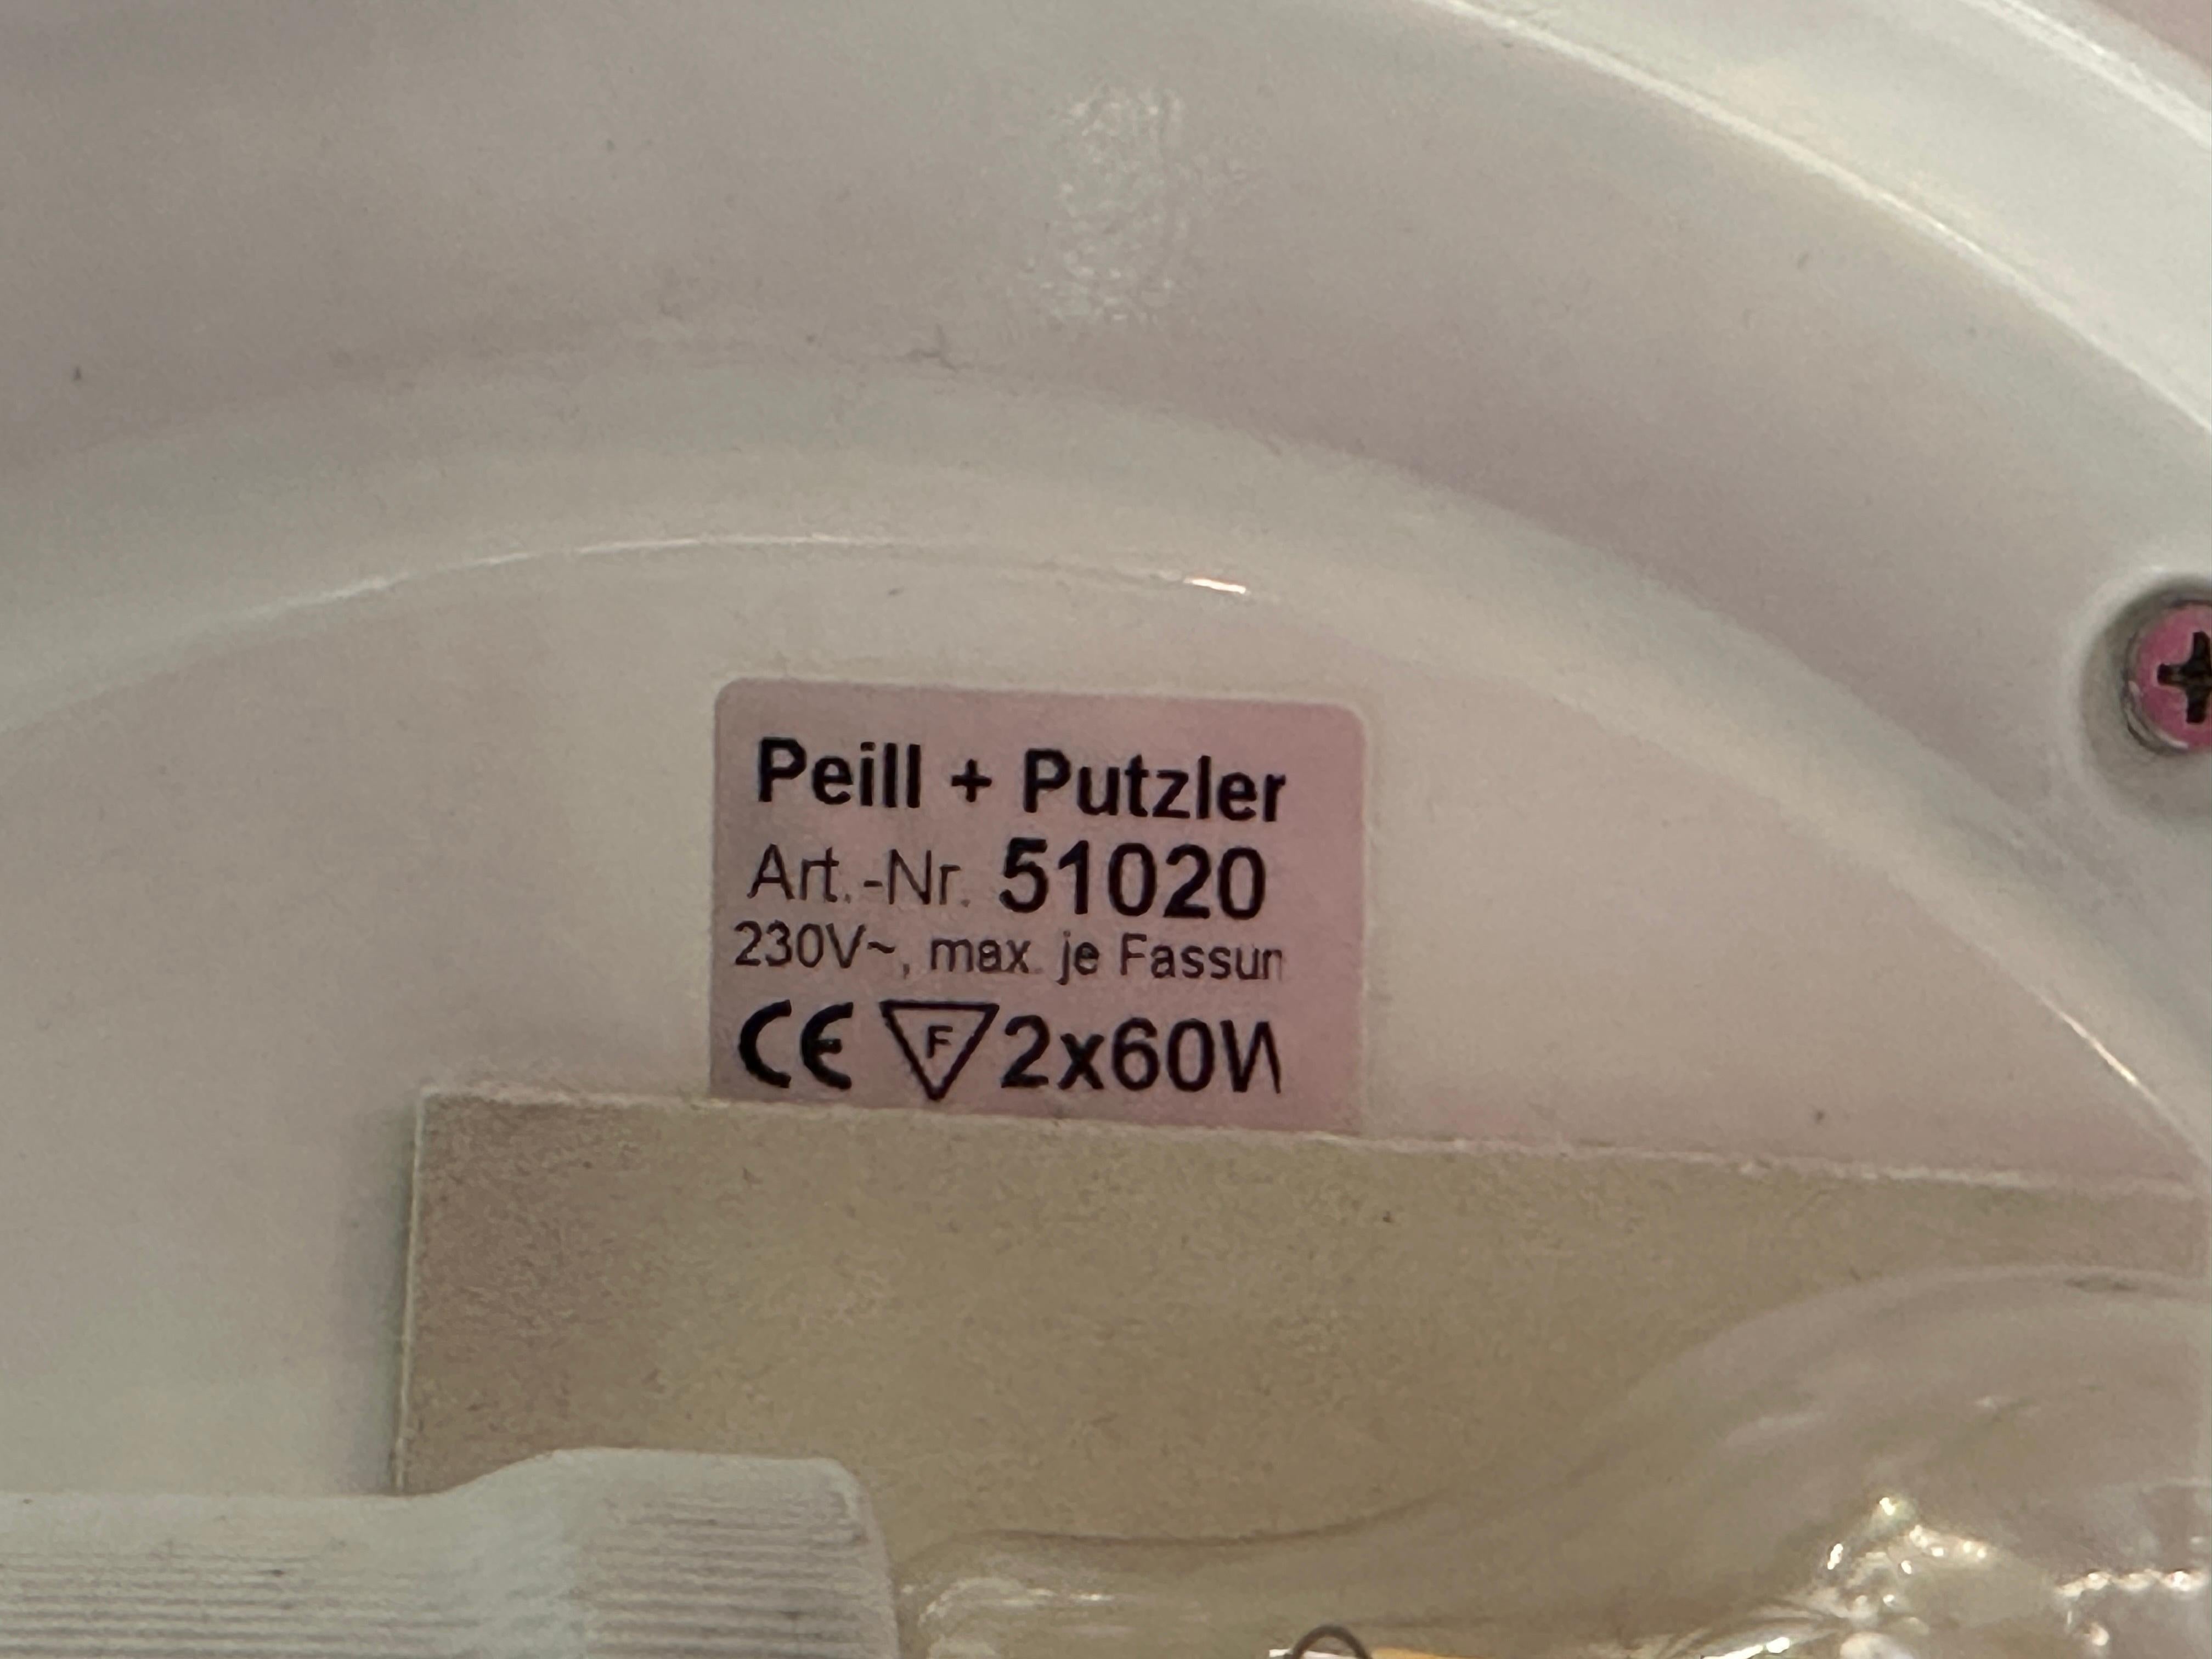 Peill + Putzler
Art.-Nr. 51020
230V~, max. je Fassun
CE F 2x60W